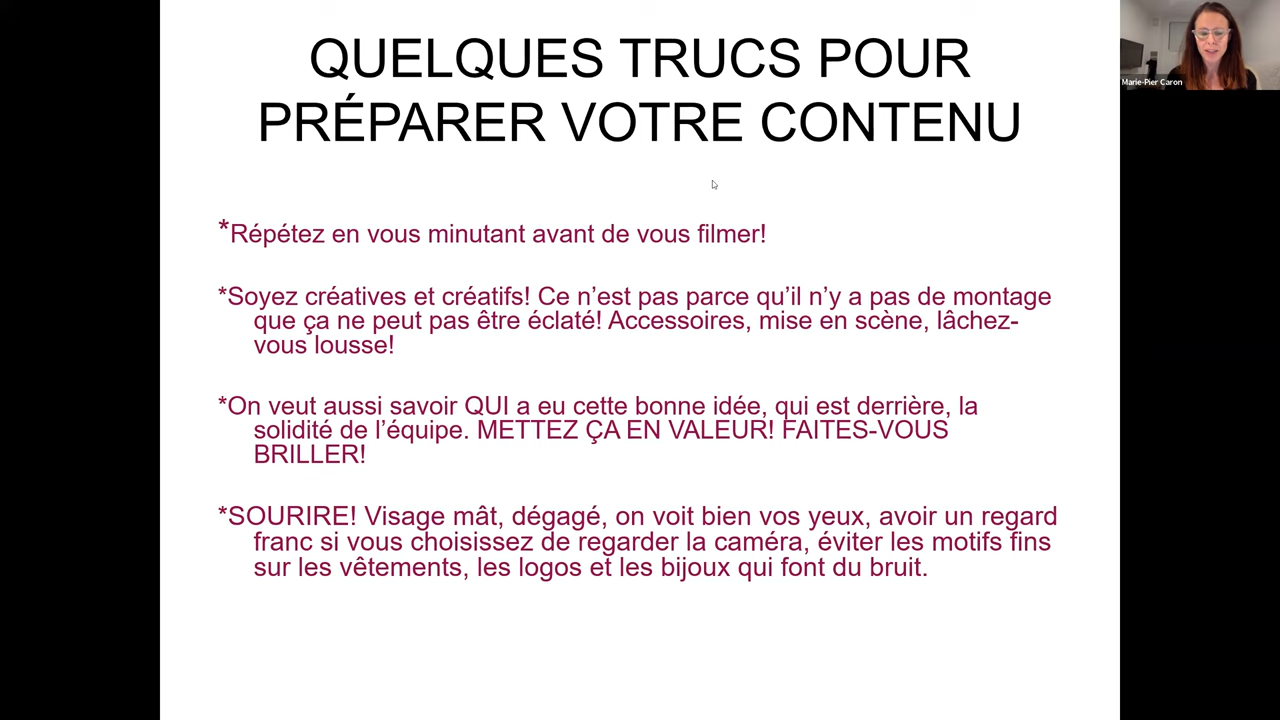 QUELQUES TRUCS POUR
PRÉPARER VOTRE CONTENU
Marie-Pier Caron
*Répétez en vous minutant avant de vous filmer!
*Soyez créatives et créatifs! Ce n’est pas parce qu’il n’y a pas de montage
que ça ne peut pas être éclaté! Accessoires, mise en scène, lâchez-
vous lousse!
*On veut aussi savoir QUI a eu cette bonne idée, qui est derrière, la
solidité de l’équipe. METTEZ ÇA EN VALEUR! FAITES-VOUS
BRILLER!
*SOURIRE! Visage mât, dégagé, on voit bien vos yeux, avoir un regard
franc si vous choisissez de regarder la caméra, éviter les motifs fins
sur les vêtements, les logos et les bijoux qui font du bruit.